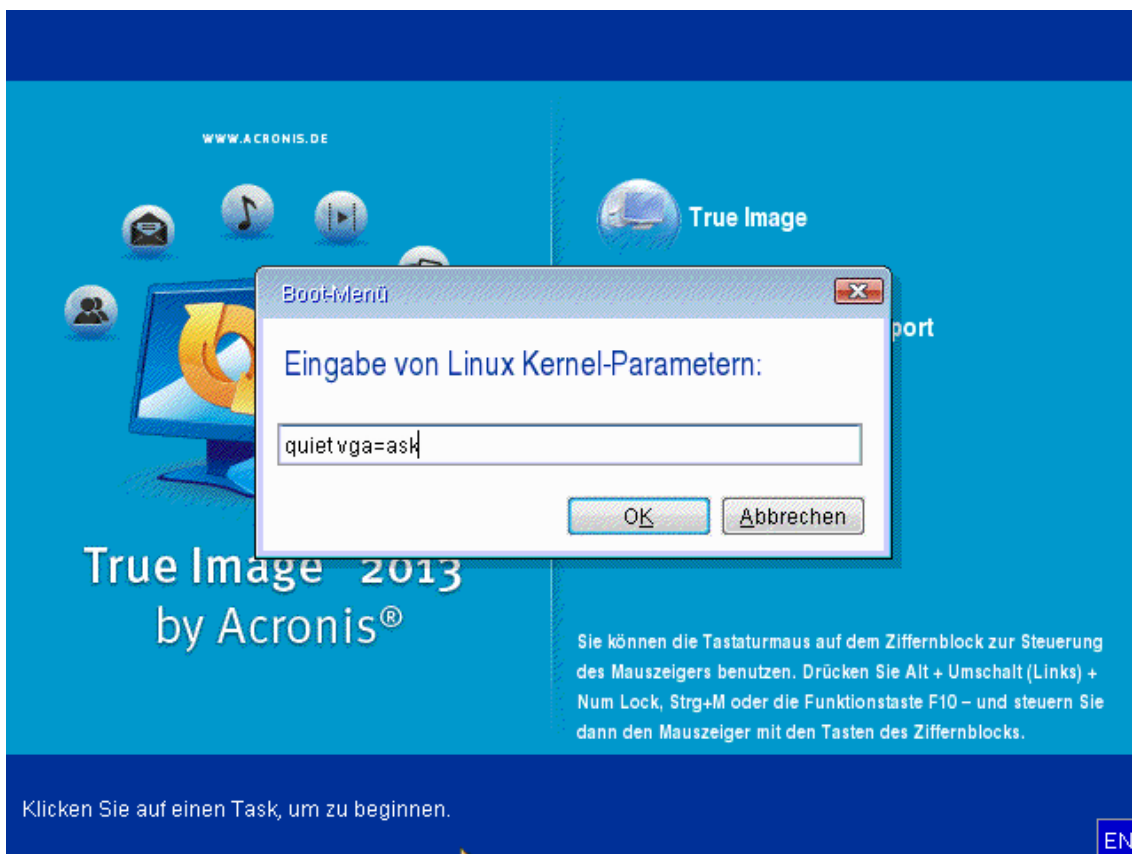 WWW.ACRONIS.DE
True Image
port
Boot-Menü
Eingabe von Linux Kernel-Parametern:
quiet vga=ask
OK
Abbrechen
True Image 2013
by Acronis®
Sie können die Tastaturmaus auf dem Ziffernblock zur Steuerung
des Mauszeigers benutzen. Drücken Sie Alt + Umschalt (Links) +
Num Lock, Strg+M oder die Funktionstaste F10 – und steuern Sie
dann den Mauszeiger mit den Tasten des Ziffernblocks.
Klicken Sie auf einen Task, um zu beginnen.
EN